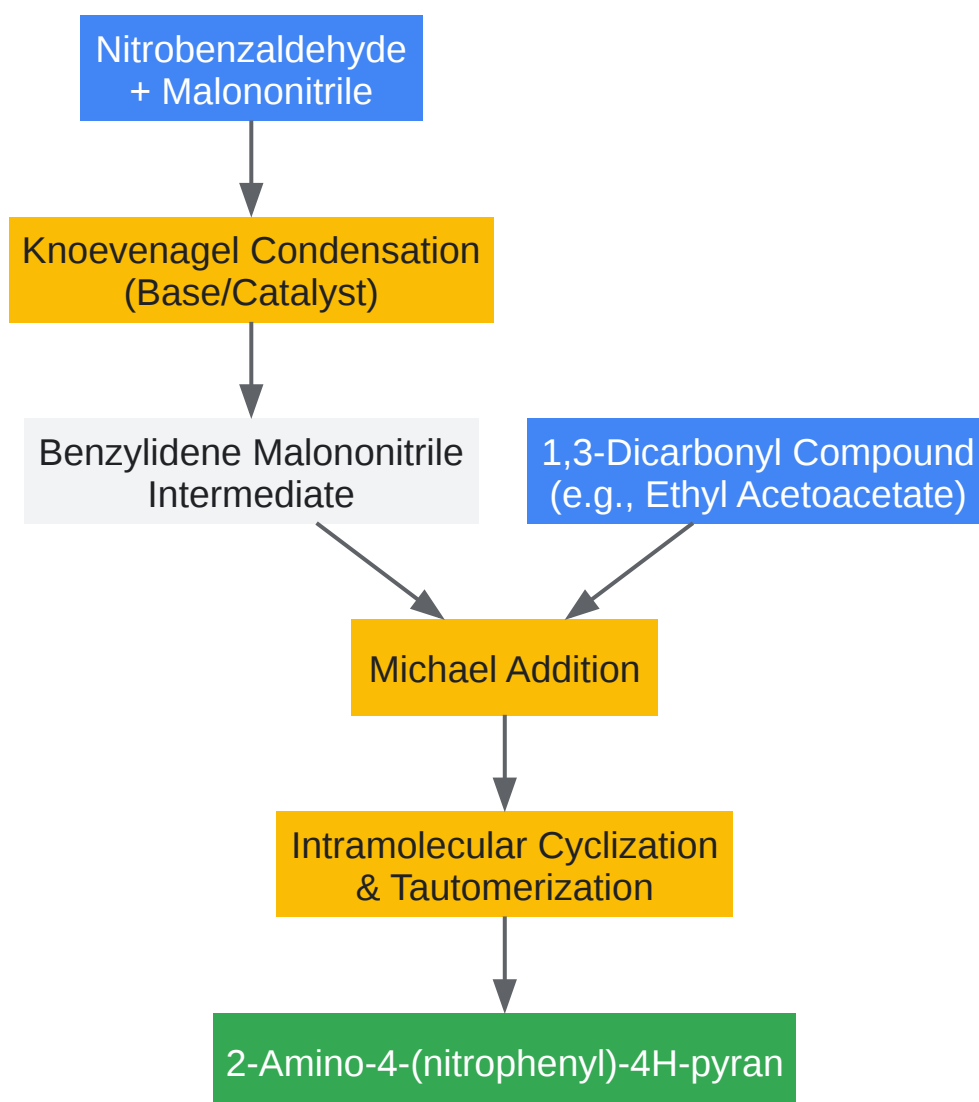 Nitrobenzaldehyde
+ Malononitrile
Knoevenagel Condensation
(Base/Catalyst)
Benzylidene Malononitrile
Intermediate
1,3-Dicarbonyl Compound
(e.g., Ethyl Acetoacetate)
Michael Addition
Intramolecular Cyclization
& Tautomerization
2-Amino-4-(nitrophenyl)-4H-pyran